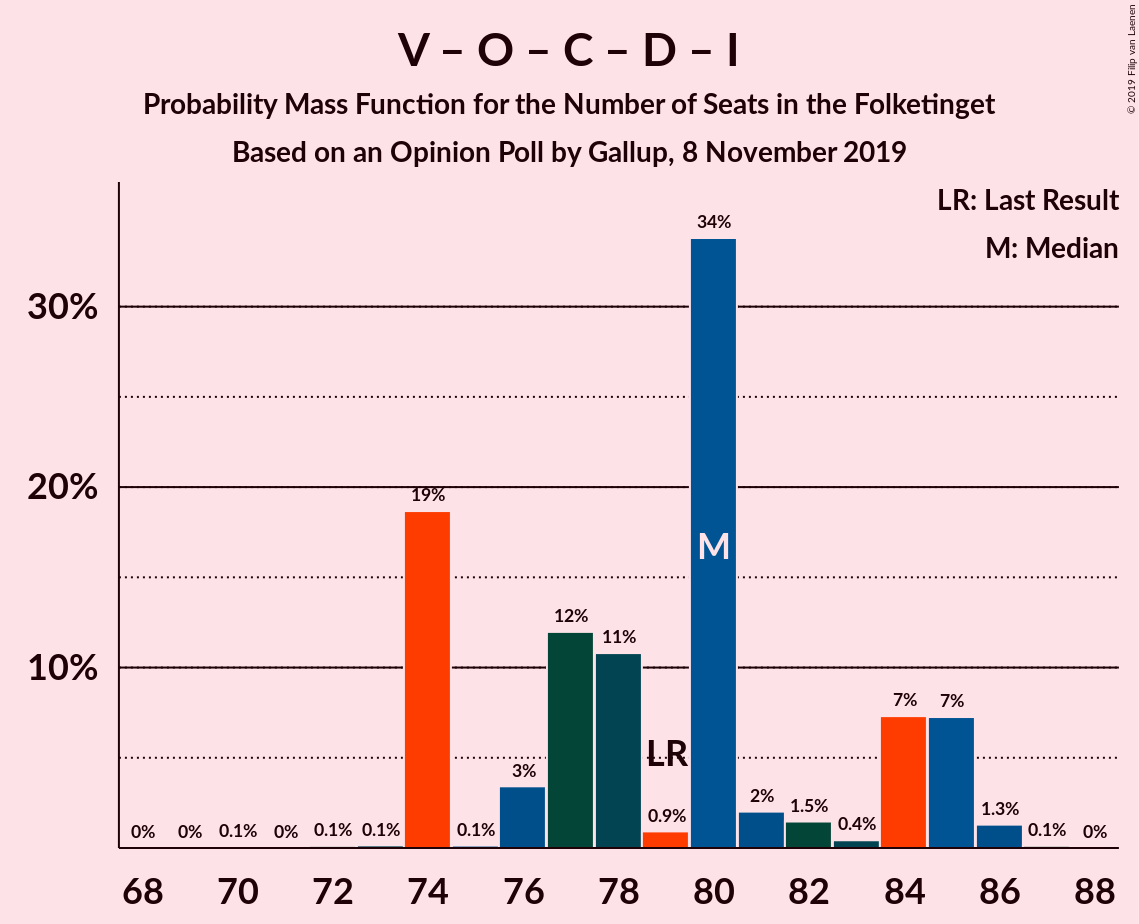 V – O – C – D – I
Probability Mass Function for the Number of Seats in the Folketinget
Based on an Opinion Poll by Gallup, 8 November 2019
© 2019 Filip van Laenen
LR: Last Result
M: Median
34%
30%
20%
19%
M
12%
11%
10%
7% 7%
LR
3%
2%
1.5%
1.3%
0.9%
0.4%
0% 0% 0.1% 0% 0.1% 0.1% 0.1% 0.1% 0%
68 70 72 74 76 78 80 82 84 86 88